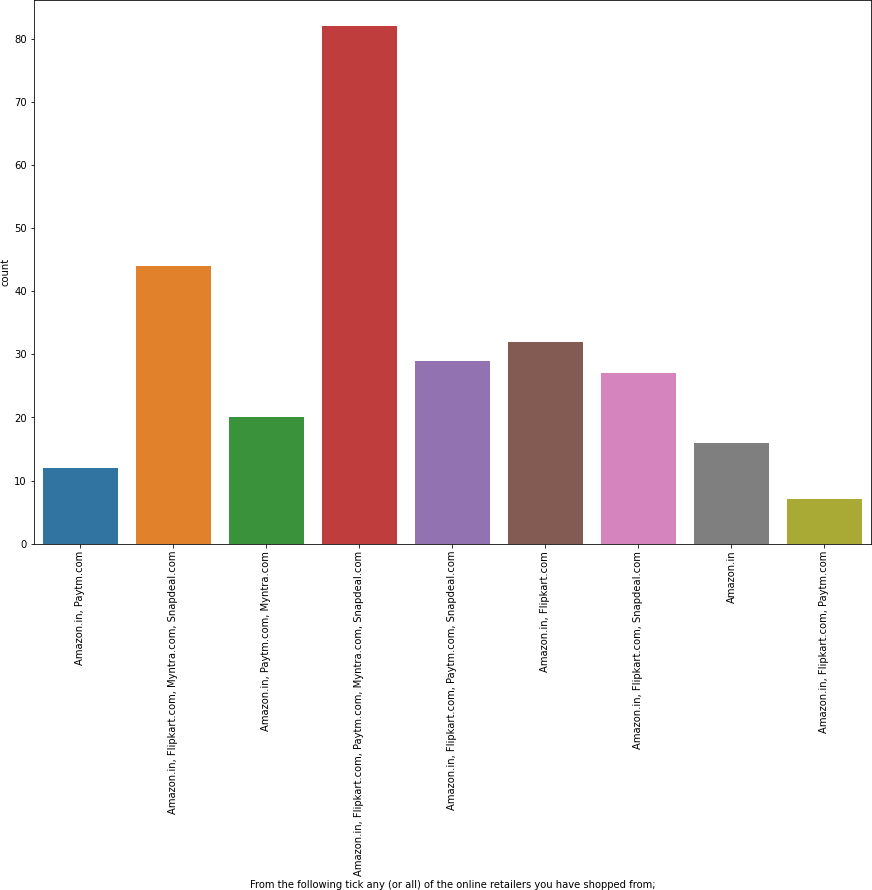 80
70
60
50
40
30
20
10
0
count
Amazon.in, Paytm.com
Amazon.in, Flipkart.com, Myntra.com, Snapdeal.com
Amazon.in, Paytm.com, Myntra.com
Amazon.in, Flipkart.com, Paytm.com, Myntra.com, Snapdeal.com
Amazon.in, Flipkart.com, Paytm.com, Snapdeal.com
Amazon.in, Flipkart.com
Amazon.in, Flipkart.com, Snapdeal.com
Amazon.in
Amazon.in, Flipkart.com, Paytm.com
From the following tick any (or all) of the online retailers you have shopped from;